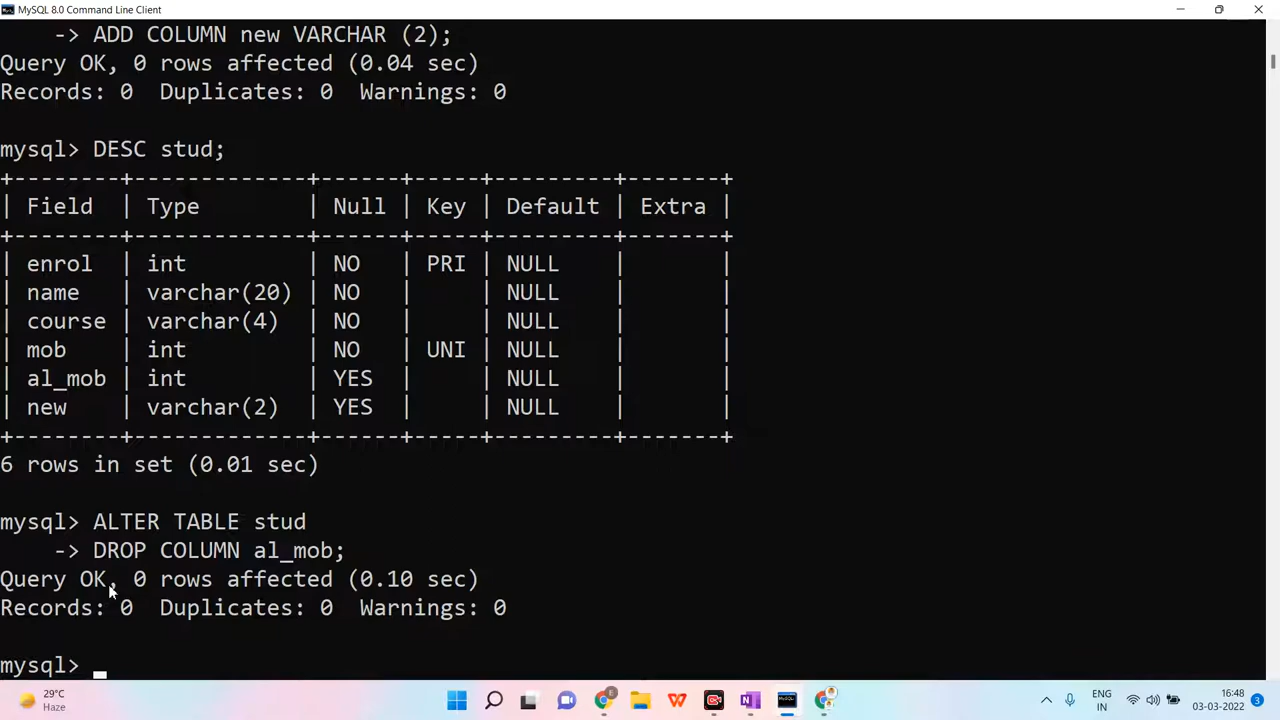 MySQL 8.0 Command Line Client
    -> ADD COLUMN new VARCHAR (2);
Query OK, 0 rows affected (0.04 sec)
Records: 0  Duplicates: 0  Warnings: 0
mysql> DESC stud;
+--------+-------------+------+-----+---------+-------+
| Field  | Type        | Null | Key | Default | Extra |
+--------+-------------+------+-----+---------+-------+
| enrol  | int         | NO   | PRI | NULL    |       |
| name   | varchar(20) | NO   |     | NULL    |       |
| course | varchar(4)  | NO   |     | NULL    |       |
| mob    | int         | NO   | UNI | NULL    |       |
| al_mob | int         | YES  |     | NULL    |       |
| new    | varchar(2)  | YES  |     | NULL    |       |
+--------+-------------+------+-----+---------+-------+
6 rows in set (0.01 sec)
mysql> ALTER TABLE stud
    -> DROP COLUMN al_mob;
Query OK, 0 rows affected (0.10 sec)
Records: 0  Duplicates: 0  Warnings: 0
mysql>
29°C
Haze
ENG
IN
16:48
03-03-2022
3